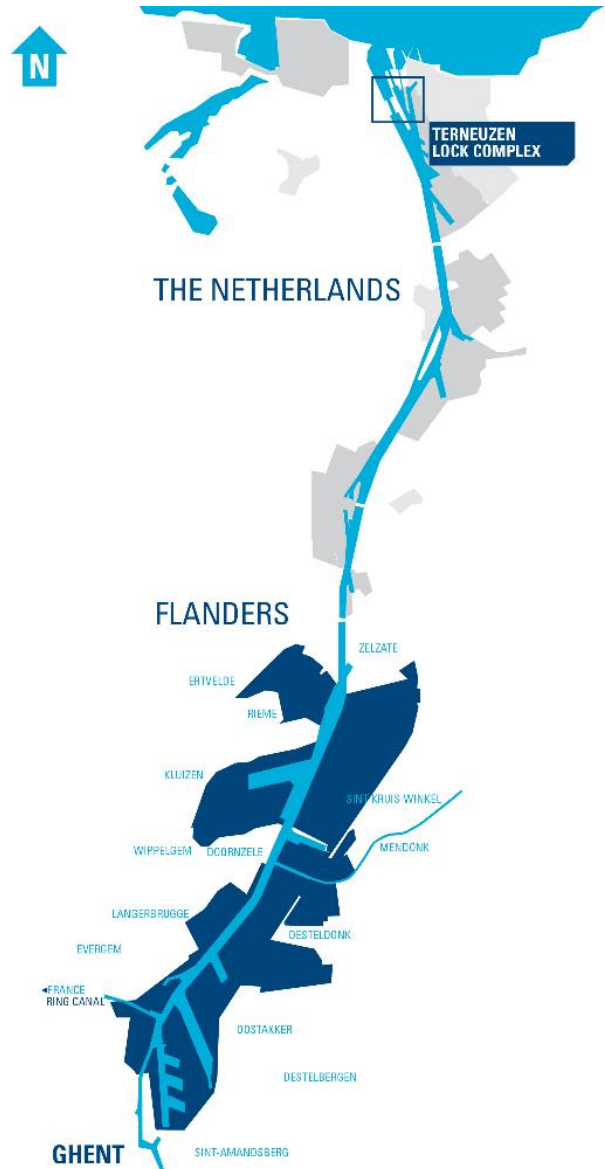 N
TERNEUZEN
LOCK COMPLEX
THE NETHERLANDS
FLANDERS
ZELZATE
ERTVELDE
RIEME
KLUIZEN
SINT-KRUIS-WINKEL
WIPPELGEM
DOORNZELE
MENDONK
LANGERBRUGGE
DESTELDONK
EVERGEM
FRANCE
RING CANAL
OOSTAKKER
DESTELBERGEN
GHENT
SINT-AMANDSBERG